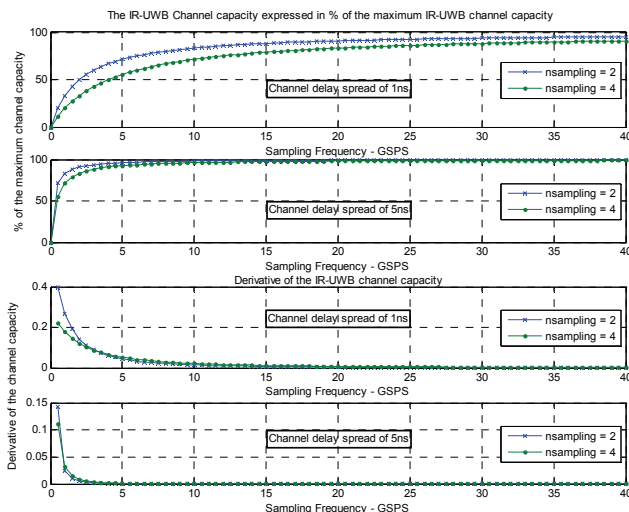 The IR-UWB Channel capacity expressed in % of the maximum IR-UWB channel capacity
100
50
0
0 5 10 15 20 25 30 35 40
Channel delay spread of 1ns
nsampling = 2
nsampling = 4
Sampling Frequency - GSPS
% of the maximum channel capacity
100
50
0
0 5 10 15 20 25 30 35 40
Channel delay spread of 5ns
nsampling = 2
nsampling = 4
Sampling Frequency - GSPS
Derivative of the IR-UWB channel capacity
0.4
0.2
0
0 5 10 15 20 25 30 35 40
Channel delay spread of 1ns
nsampling = 2
nsampling = 4
Sampling Frequency - GSPS
Derivative of the channel capacity
0.15
0.1
0.05
0
0 5 10 15 20 25 30 35 40
Channel delay spread of 5ns
nsampling = 2
nsampling = 4
Sampling Frequency - GSPS